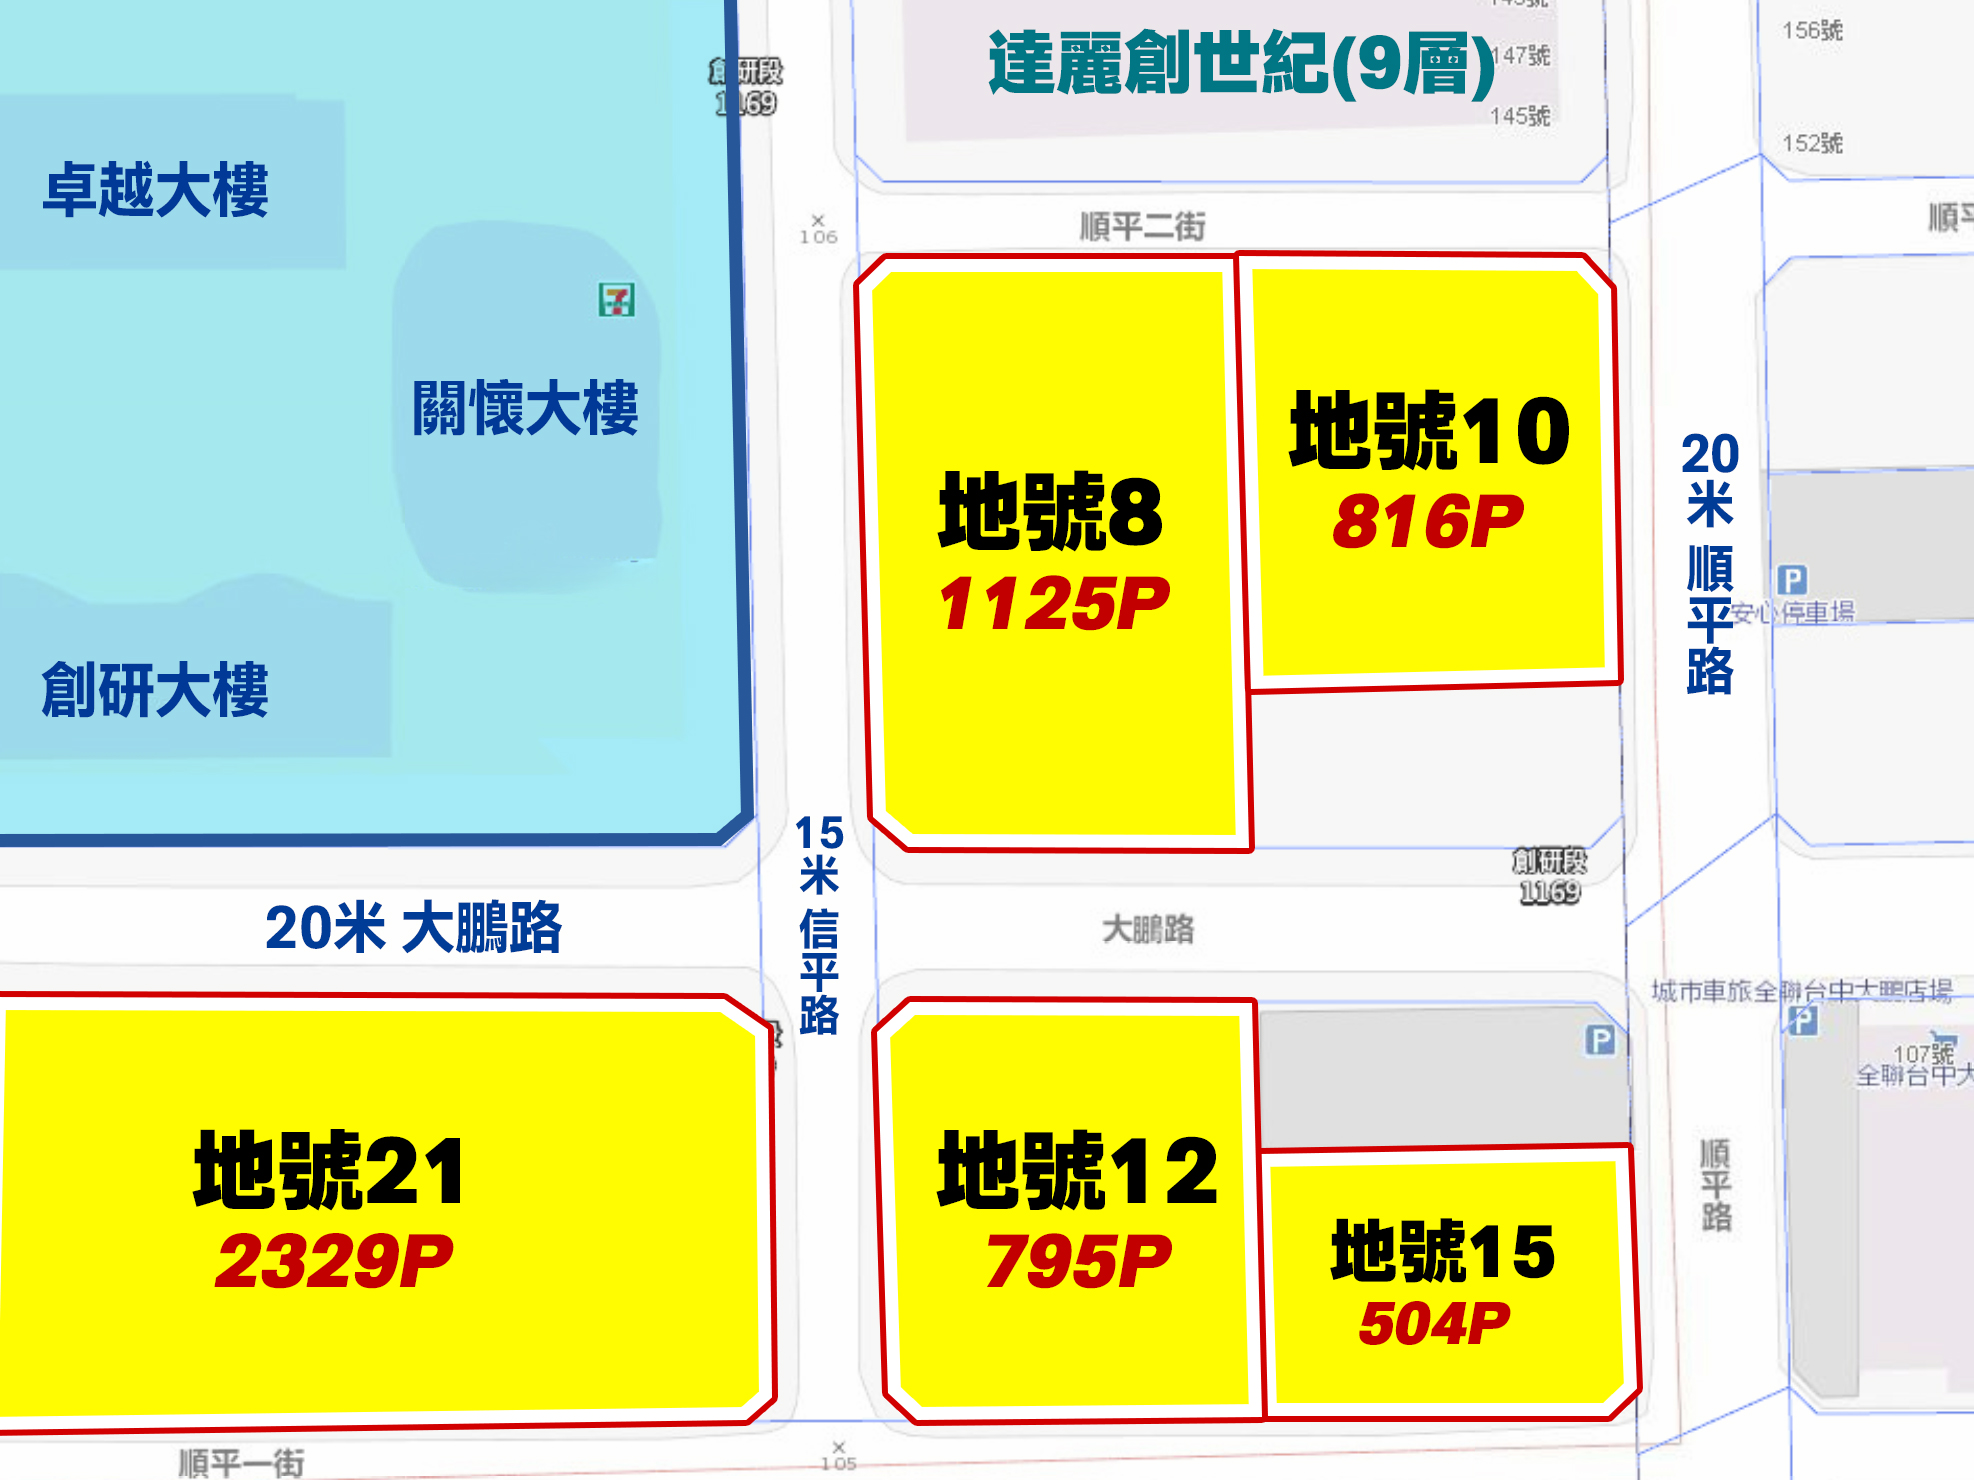 創研段
1169
達麗創世紀(9層)
147號
145號
156號
152號
卓越大樓
106
順平二街
關懷大樓
地號8
1125P
地號10
816P
20
米
順
平
路
安心停車場
P
創研大樓
15
米
信
平
路
創研段
1169
20米 大鵬路
大鵬路
城市車旅全聯台中大鵬店場
P
P
107號
全聯台中大
地號21
2329P
地號12
795P
地號15
504P
順
平
路
順平一街
105